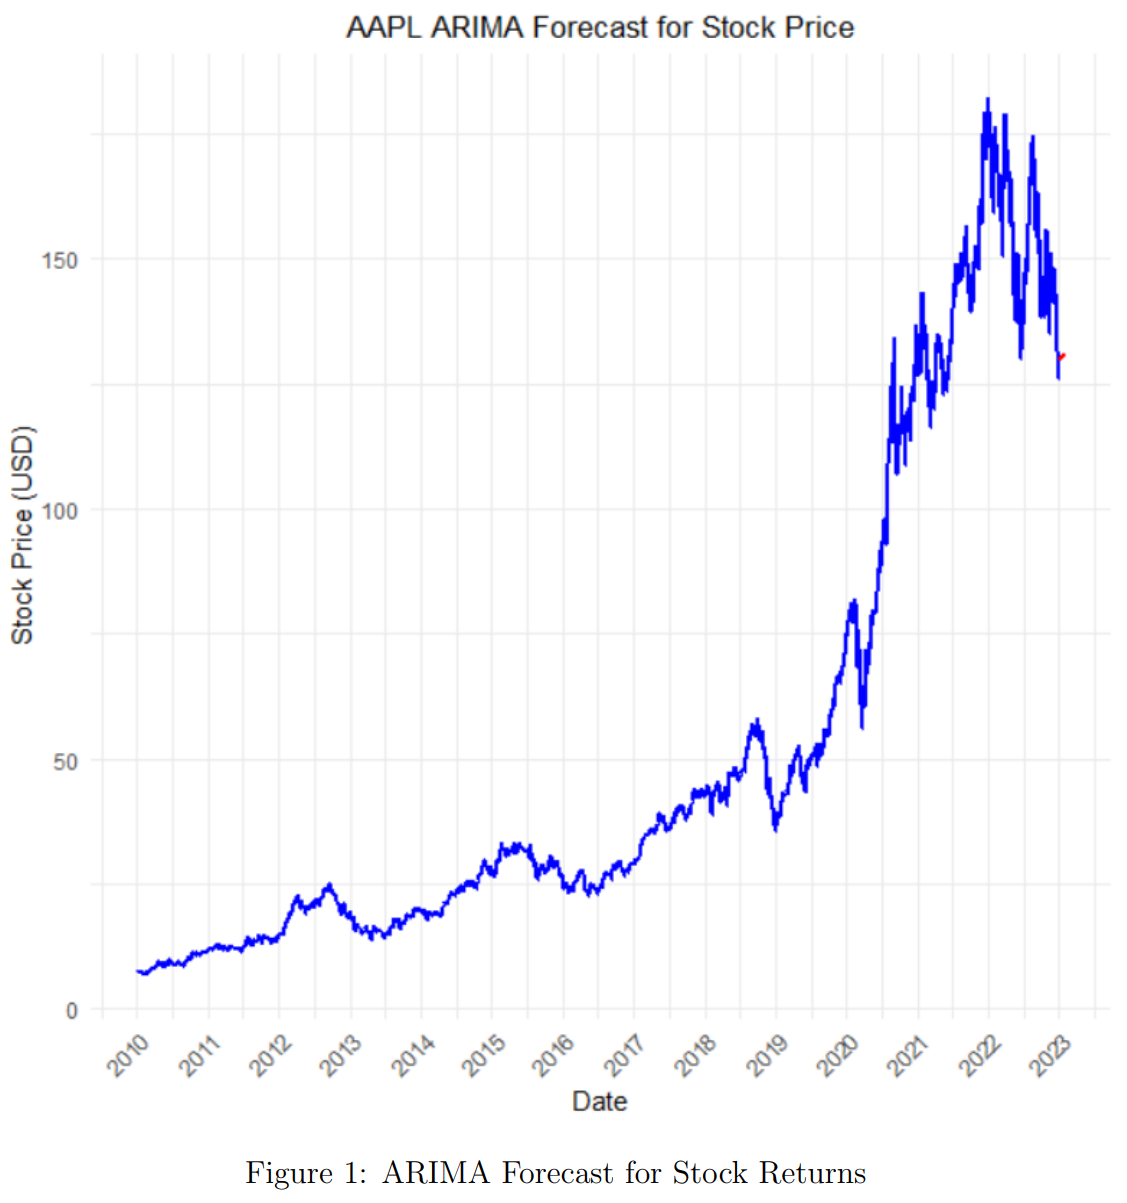 AAPL ARIMA Forecast for Stock Price
Stock Price (USD)
150
100
50
0
2010 2011 2012 2013 2014 2015 2016 2017 2018 2019 2020 2021 2022 2023
Date
Figure 1: ARIMA Forecast for Stock Returns